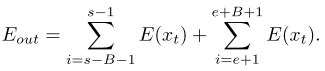 E_{out} = \sum_{i=s-B-1}^{s-1} E(x_t) + \sum_{i=e+1}^{e+B+1} E(x_t).